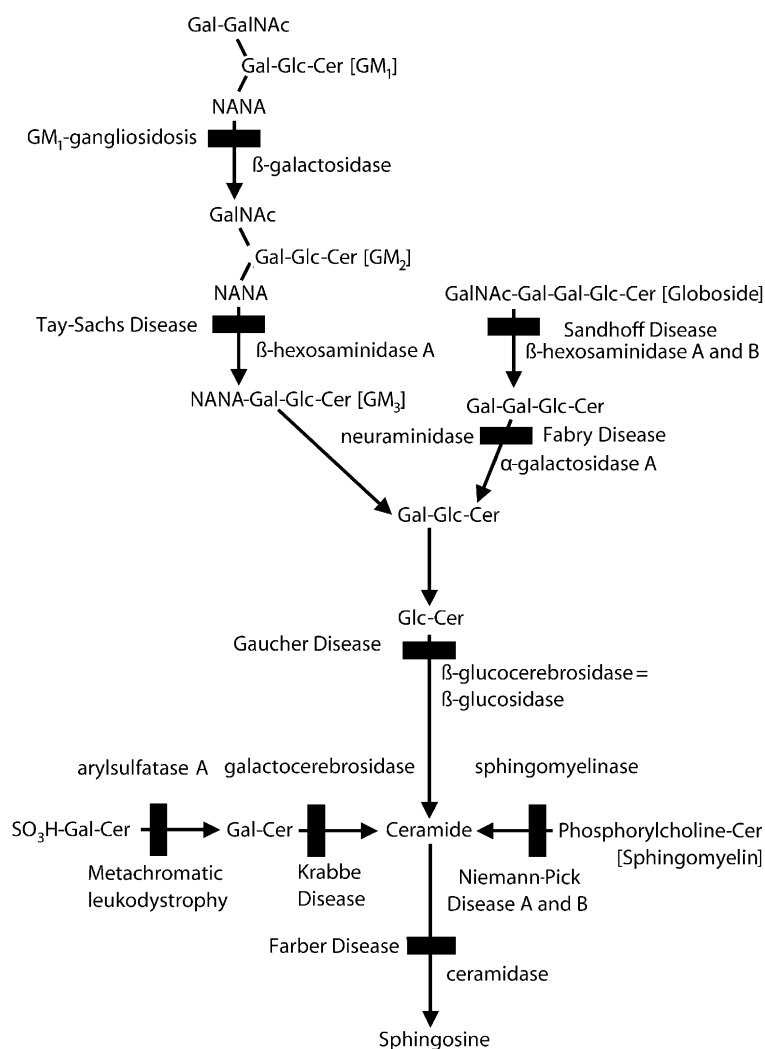 Gal-GalNAc
Gal-Glc-Cer [GM1]
NANA
GM1-gangliosidosis
ß-galactosidase
GalNAc
Gal-Glc-Cer [GM2]
NANA
GalNAc-Gal-Gal-Glc-Cer [Globoside]
Tay-Sachs Disease
Sandhoff Disease
ß-hexosaminidase A
ß-hexosaminidase A and B
NANA-Gal-Glc-Cer [GM3]
Gal-Gal-Glc-Cer
neuraminidase
Fabry Disease
α-galactosidase A
Gal-Glc-Cer
Glc-Cer
Gaucher Disease
ß-glucocerebrosidase =
ß-glucosidase
arylsulfatase A
galactocerebrosidase
sphingomyelinase
SO3H-Gal-Cer
Gal-Cer
Ceramide
Phosphorylcholine-Cer
[Sphingomyelin]
Metachromatic
leukodystrophy
Krabbe
Disease
Niemann-Pick
Disease A and B
Farber Disease
ceramidase
Sphingosine